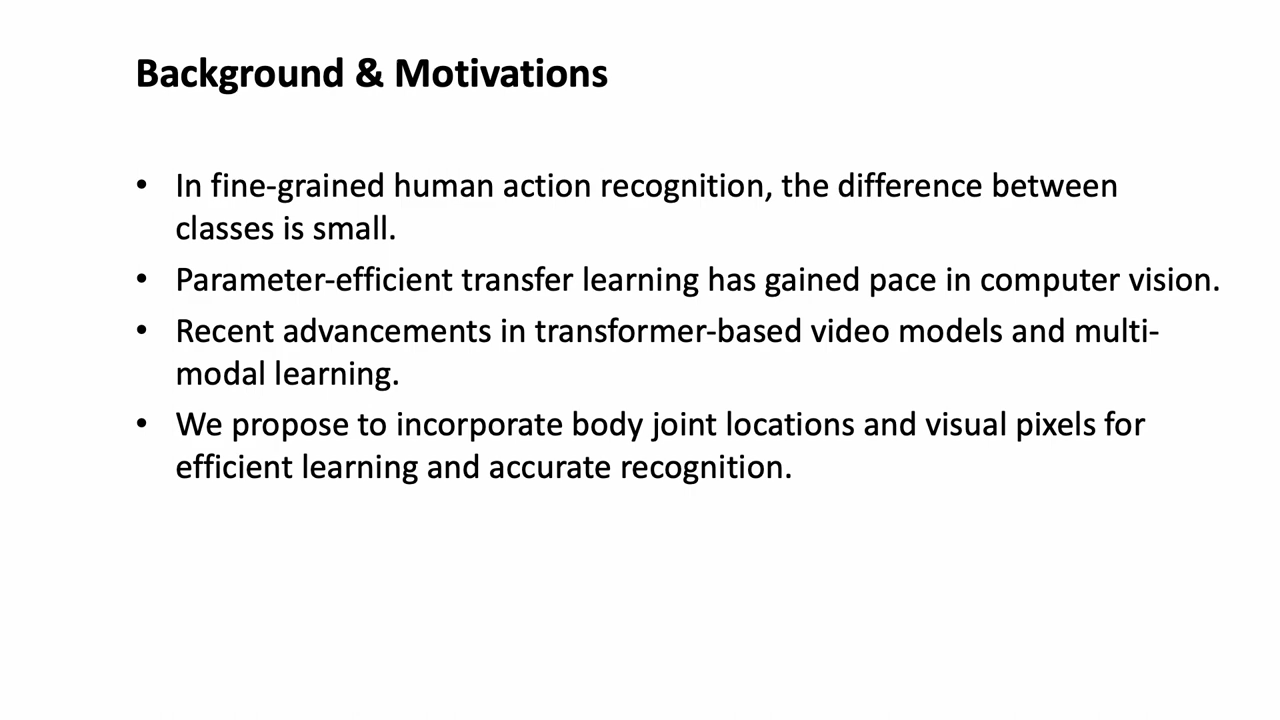 Background & Motivations
• In fine-grained human action recognition, the difference between
classes is small.
• Parameter-efficient transfer learning has gained pace in computer vision.
• Recent advancements in transformer-based video models and multi-
modal learning.
• We propose to incorporate body joint locations and visual pixels for
efficient learning and accurate recognition.